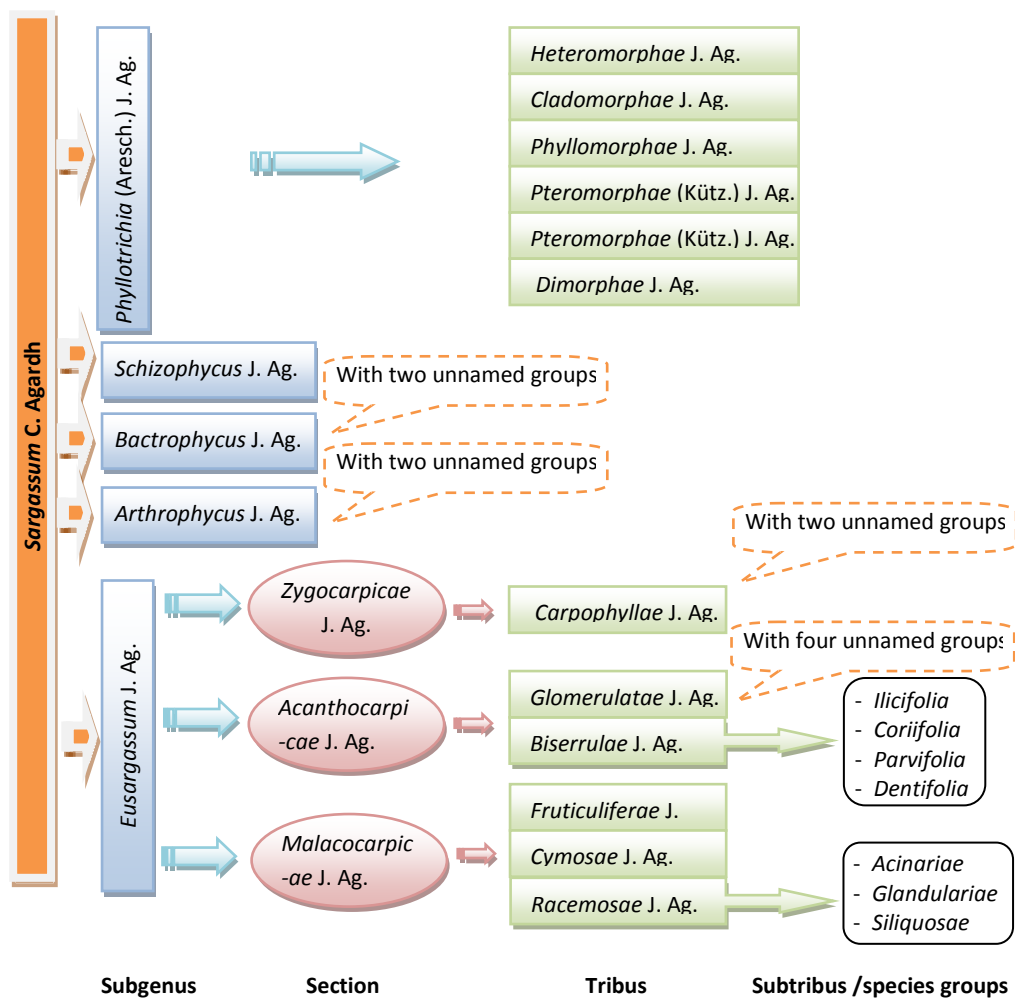 Sargassum C. Agardh
Phyllotrichia (Aresch.) J. Ag.
Heteromorphae J. Ag.
Cladomorphae J. Ag.
Phyllomorphae J. Ag.
Pteromorphae (Kütz.) J. Ag.
Pteromorphae (Kütz.) J. Ag.
Dimorphae J. Ag.
Schizophycus J. Ag.
With two unnamed groups
Bactrophycus J. Ag.
With two unnamed groups
Arthrophycus J. Ag.
With two unnamed groups
Eusargassum J. Ag.
Zygocarpicae
J. Ag.
Carpophyllae J. Ag.
With four unnamed groups
Acanthocarpi
-cae J. Ag.
Glomerulatae J. Ag.
Biserrulae J. Ag.
- Ilicifolia
- Coriifolia
- Parvifolia
- Dentifolia
Malacocarpic
-ae J. Ag.
Fruticuliferae J.
Cymosae J. Ag.
Racemosae J. Ag.
- Acinariae
- Glandulariae
- Siliquosae
Subgenus Section Tribus Subtribus /species groups